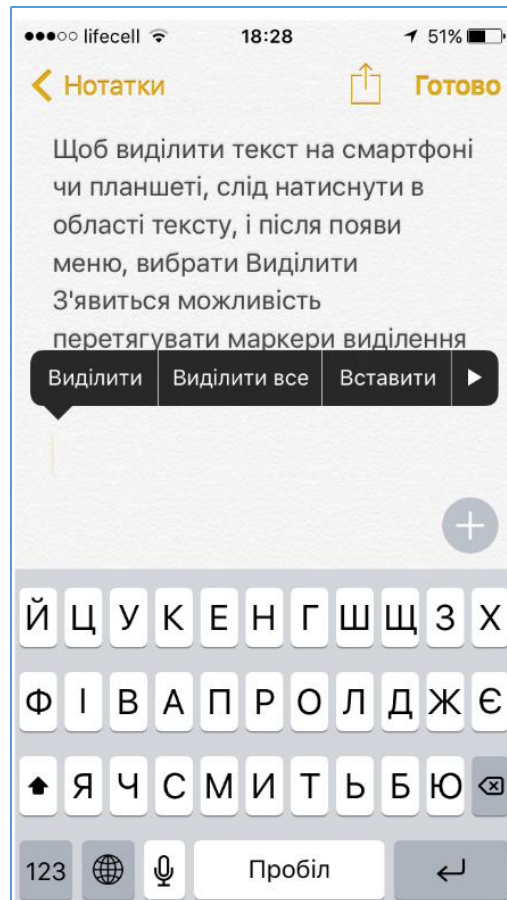 lifecell 18:28 51%
Нотатки Готово
Щоб виділити текст на смартфоні
чи планшеті, слід натиснути в
області тексту, і після появи
меню, вибрати Виділити
З'явиться можливість
перетягувати маркери виділення
Виділити Виділити все Вставити
Й Ц У К Е Н Г Ш Щ З Х
Ф І В А П Р О Л Д Ж Є
Я Ч С М И Т Ь Б Ю
123 Пробіл